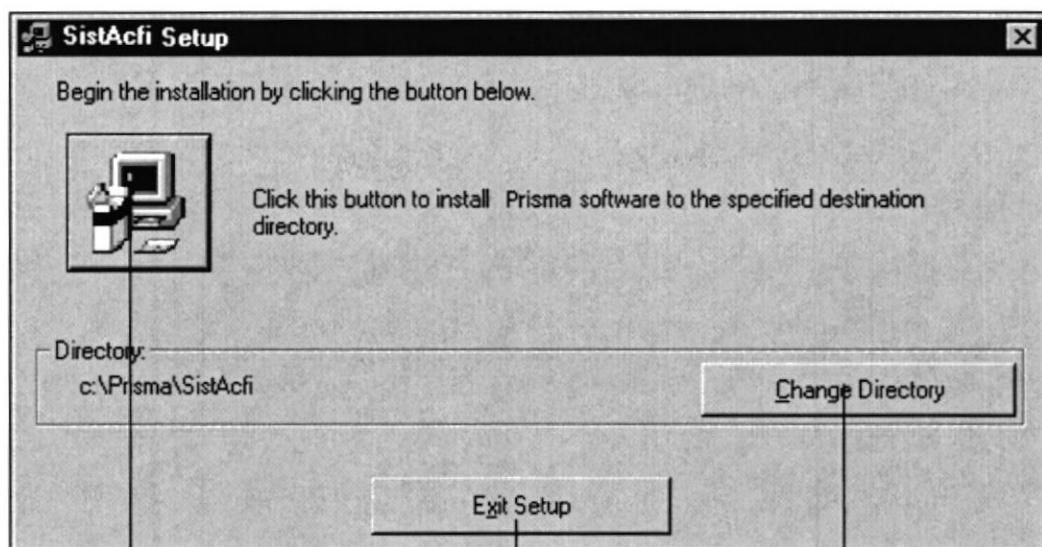 SistAcfi Setup
Begin the installation by clicking the button below.
Click this button to install Prisma software to the specified destination
directory.
Directory:
c:\Prisma\SistAcfi
Change Directory
Exit Setup